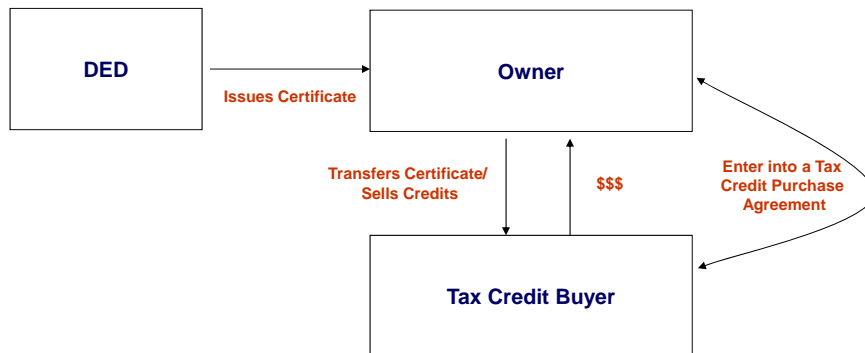 DED
Owner
Issues Certificate
Transfers Certificate/
Sells Credits
$$$
Enter into a Tax
Credit Purchase
Agreement
Tax Credit Buyer